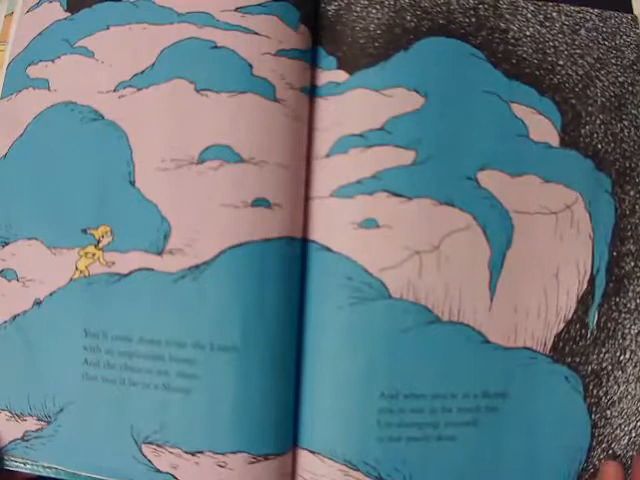 You'll come down from the Lurch
with an unpleasant bump.
And the chances are, then,
that you'll be in a Slump.
And when you're in a Slump,
you're not in for much fun.
Un-slumping yourself
is not easily done.